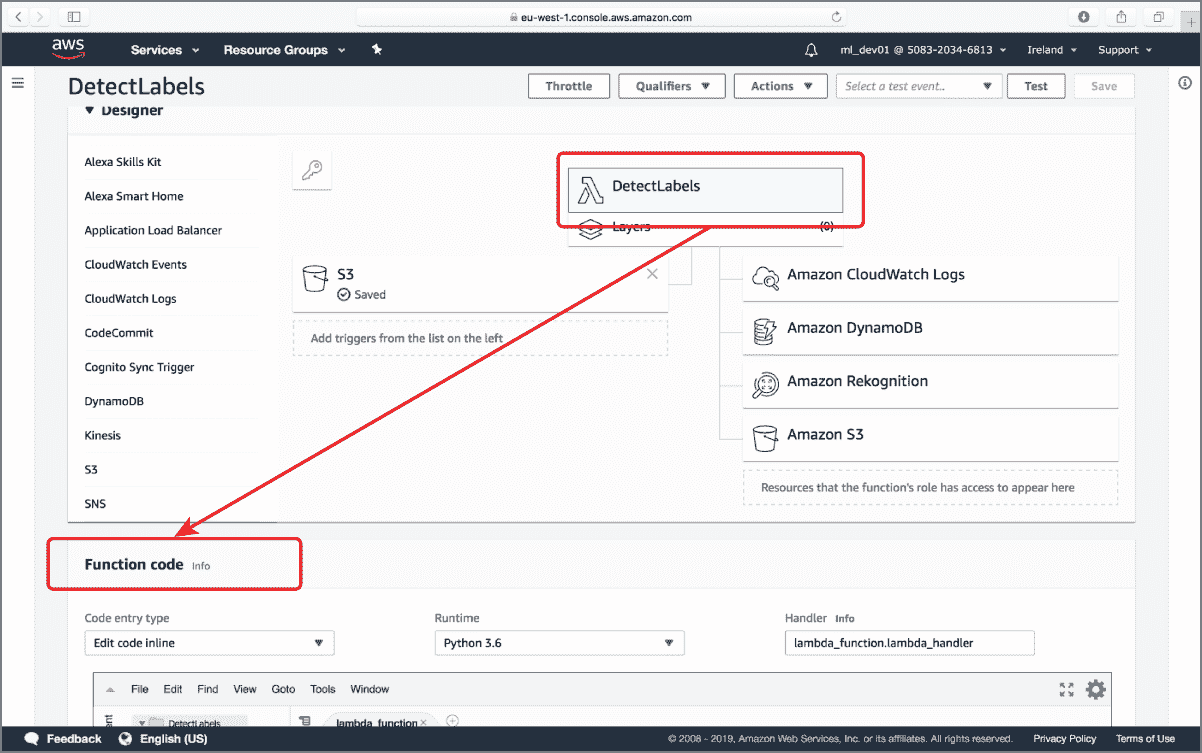 eu-west-1.console.aws.amazon.com
aws Services Resource Groups ml_dev01 @ 5083-2034-6813 Ireland Support
DetectLabels Throttle Qualifiers Actions Select a test event.. Test Save
Designer
Alexa Skills Kit
Alexa Smart Home
Application Load Balancer
CloudWatch Events
CloudWatch Logs
CodeCommit
Cognito Sync Trigger
DynamoDB
Kinesis
S3
SNS
DetectLabels
Layers (0)
S3
Saved
Add triggers from the list on the left
Amazon CloudWatch Logs
Amazon DynamoDB
Amazon Rekognition
Amazon S3
Resources that the function's role has access to appear here
Function code Info
Code entry type
Edit code inline
Runtime
Python 3.6
Handler Info
lambda_function.lambda_handler
File Edit Find View Goto Tools Window
DetectLabels lambda_function
Feedback English (US) © 2008 - 2019, Amazon Web Services, Inc. or its affiliates. All rights reserved. Privacy Policy Terms of Use